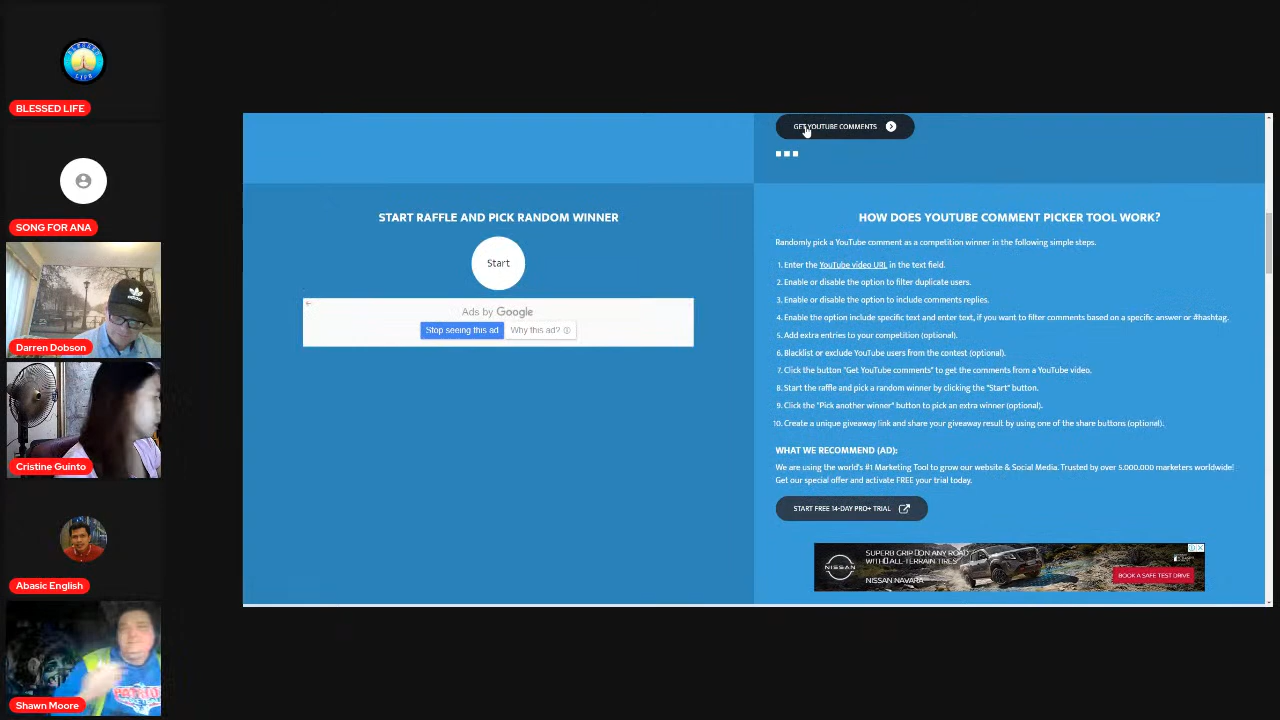 BLESSED LIFE
SONG FOR ANA
Darren Dobson
Cristine Guinto
Abasic English
Shawn Moore
GET YOUTUBE COMMENTS
START RAFFLE AND PICK RANDOM WINNER
Start
Ads by Google
Stop seeing this ad
Why this ad?
HOW DOES YOUTUBE COMMENT PICKER TOOL WORK?
Randomly pick a YouTube comment as a competition winner in the following simple steps.
1. Enter the YouTube video URL in the text field.
2. Enable or disable the option to filter duplicate users.
3. Enable or disable the option to include comments replies.
4. Enable the option include specific text and enter text, if you want to filter comments based on a specific answer or #hashtag.
5. Add extra entries to your competition (optional).
6. Blacklist or exclude YouTube users from the contest (optional).
7. Click the button "Get YouTube comments" to get the comments from a YouTube video.
8. Start the raffle and pick a random winner by clicking the "Start" button.
9. Click the "Pick another winner" button to pick an extra winner (optional).
10. Create a unique giveaway link and share your giveaway result by using one of the share buttons (optional).
WHAT WE RECOMMEND (AD):
We are using the world's #1 Marketing Tool to grow our website & Social Media. Trusted by over 5.000.000 marketers worldwide!
Get our special offer and activate FREE your trial today.
START FREE 14-DAY PRO+ TRIAL
NISSAN
SUPERB GRIP ON ANY ROAD
WITH ALL-TERRAIN TIRES
NISSAN NAVARA
BOOK A SAFE TEST DRIVE